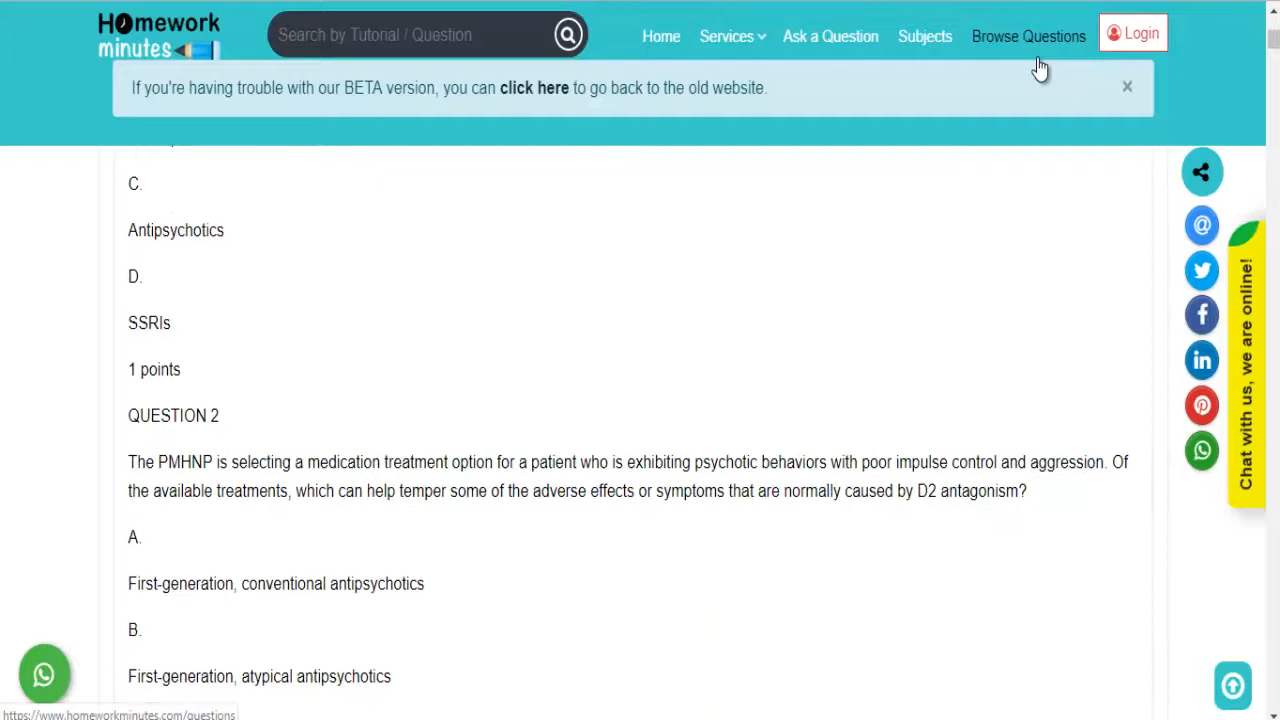 Homework
minutes
Search by Tutorial / Question
Home
Services
Ask a Question
Subjects
Browse Questions
Login
If you're having trouble with our BETA version, you can click here to go back to the old website.
×
C.
Antipsychotics
D.
SSRIs
1 points
QUESTION 2
The PMHNP is selecting a medication treatment option for a patient who is exhibiting psychotic behaviors with poor impulse control and aggression. Of
the available treatments, which can help temper some of the adverse effects or symptoms that are normally caused by D2 antagonism?
A.
First-generation, conventional antipsychotics
B.
First-generation, atypical antipsychotics
Chat with us, we are online!
https://www.homeworkminutes.com/questions